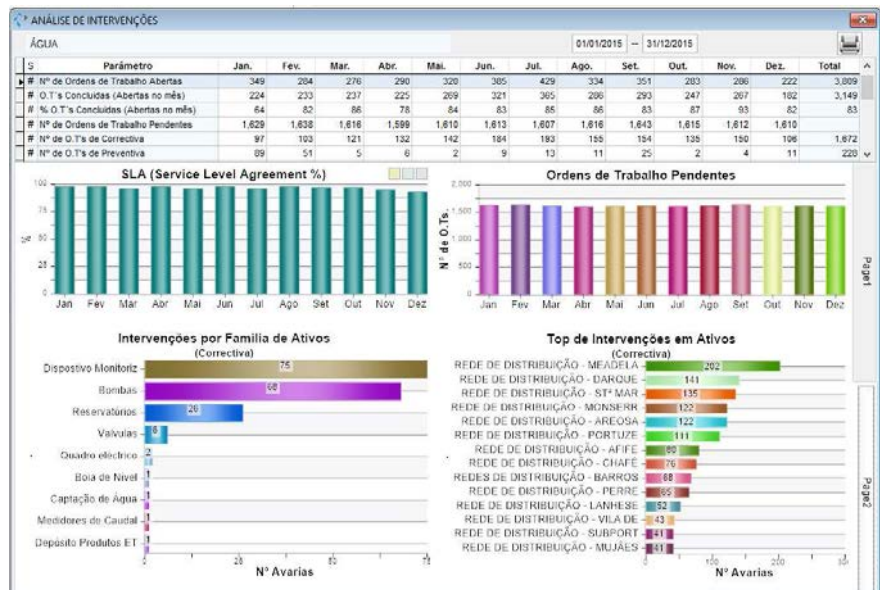 ANÁLISE DE INTERVENÇÕES
ÁGUA 01/01/2015 – 31/12/2015
S Parâmetro Jan. Fev. Mar. Abr. Mai. Jun. Jul. Ago. Set. Out. Nov. Dez. Total
# Nº de Ordens de Trabalho Abertas 349 284 276 290 320 385 429 334 351 283 286 222 3,809
# O.T´s Concluídas (Abertas no mês) 224 233 237 225 269 321 365 286 293 247 267 182 3,149
# % O.T´s Concluídas (Abertas no mês) 64 82 86 78 84 83 85 86 83 87 93 82 83
# Nº de Ordens de Trabalho Pendentes 1,629 1,638 1,616 1,599 1,610 1,613 1,607 1,616 1,643 1,615 1,612 1,610
# Nº de O.T's de Correctiva 97 103 121 132 142 184 193 155 154 135 150 106 1,672
# Nº de O.T's de Preventiva 89 51 5 6 2 9 13 11 25 2 4 11 228
SLA (Service Level Agreement %)
100
75
50
25
0
%
Jan Fev Mar Abr Mai Jun Jul Ago Set Out Nov Dez
Ordens de Trabalho Pendentes
2,000
1,500
1,000
500
0
Nº de O.Ts.
Jan Fev Mar Abr Mai Jun Jul Ago Set Out Nov Dez
Page1
Intervenções por Familia de Ativos
(Correctiva)
Dispostivo Monitoriz 75
Bombas 68
Reservatórios 26
Valvulas 6
Quadro eléctrico 2
Boia de Nivel 1
Captação de Água 1
Medidores de Caudal 1
Depósito Produtos ET 1
0 25 50 75
Nº Avarias
Top de Intervenções em Ativos
(Correctiva)
REDE DE DISTRIBUIÇÃO - MEADELA 202
REDE DE DISTRIBUIÇÃO - DARQUE 141
REDE DE DISTRIBUIÇÃO - STª MAR 135
REDE DE DISTRIBUIÇÃO - MONSERR 122
REDE DE DISTRIBUIÇÃO - AREOSA 122
REDE DE DISTRIBUIÇÃO - PORTUZE 111
REDE DE DISTRIBUIÇÃO - AFIFE 80
REDE DE DISTRIBUIÇÃO - CHAFÉ 76
REDES DE DISTRIBUIÇÃO - BARROS 68
REDE DE DISTRIBUIÇÃO - PERRE 65
REDE DE DISTRIBUIÇÃO - LANHESE 52
REDE DE DISTRIBUIÇÃO - VILA DE 43
REDE DE DISTRIBUIÇÃO - SUBPORT 41
REDE DE DISTRIBUIÇÃO - MUJÃES 41
0 100 200
Nº Avarias
Page2